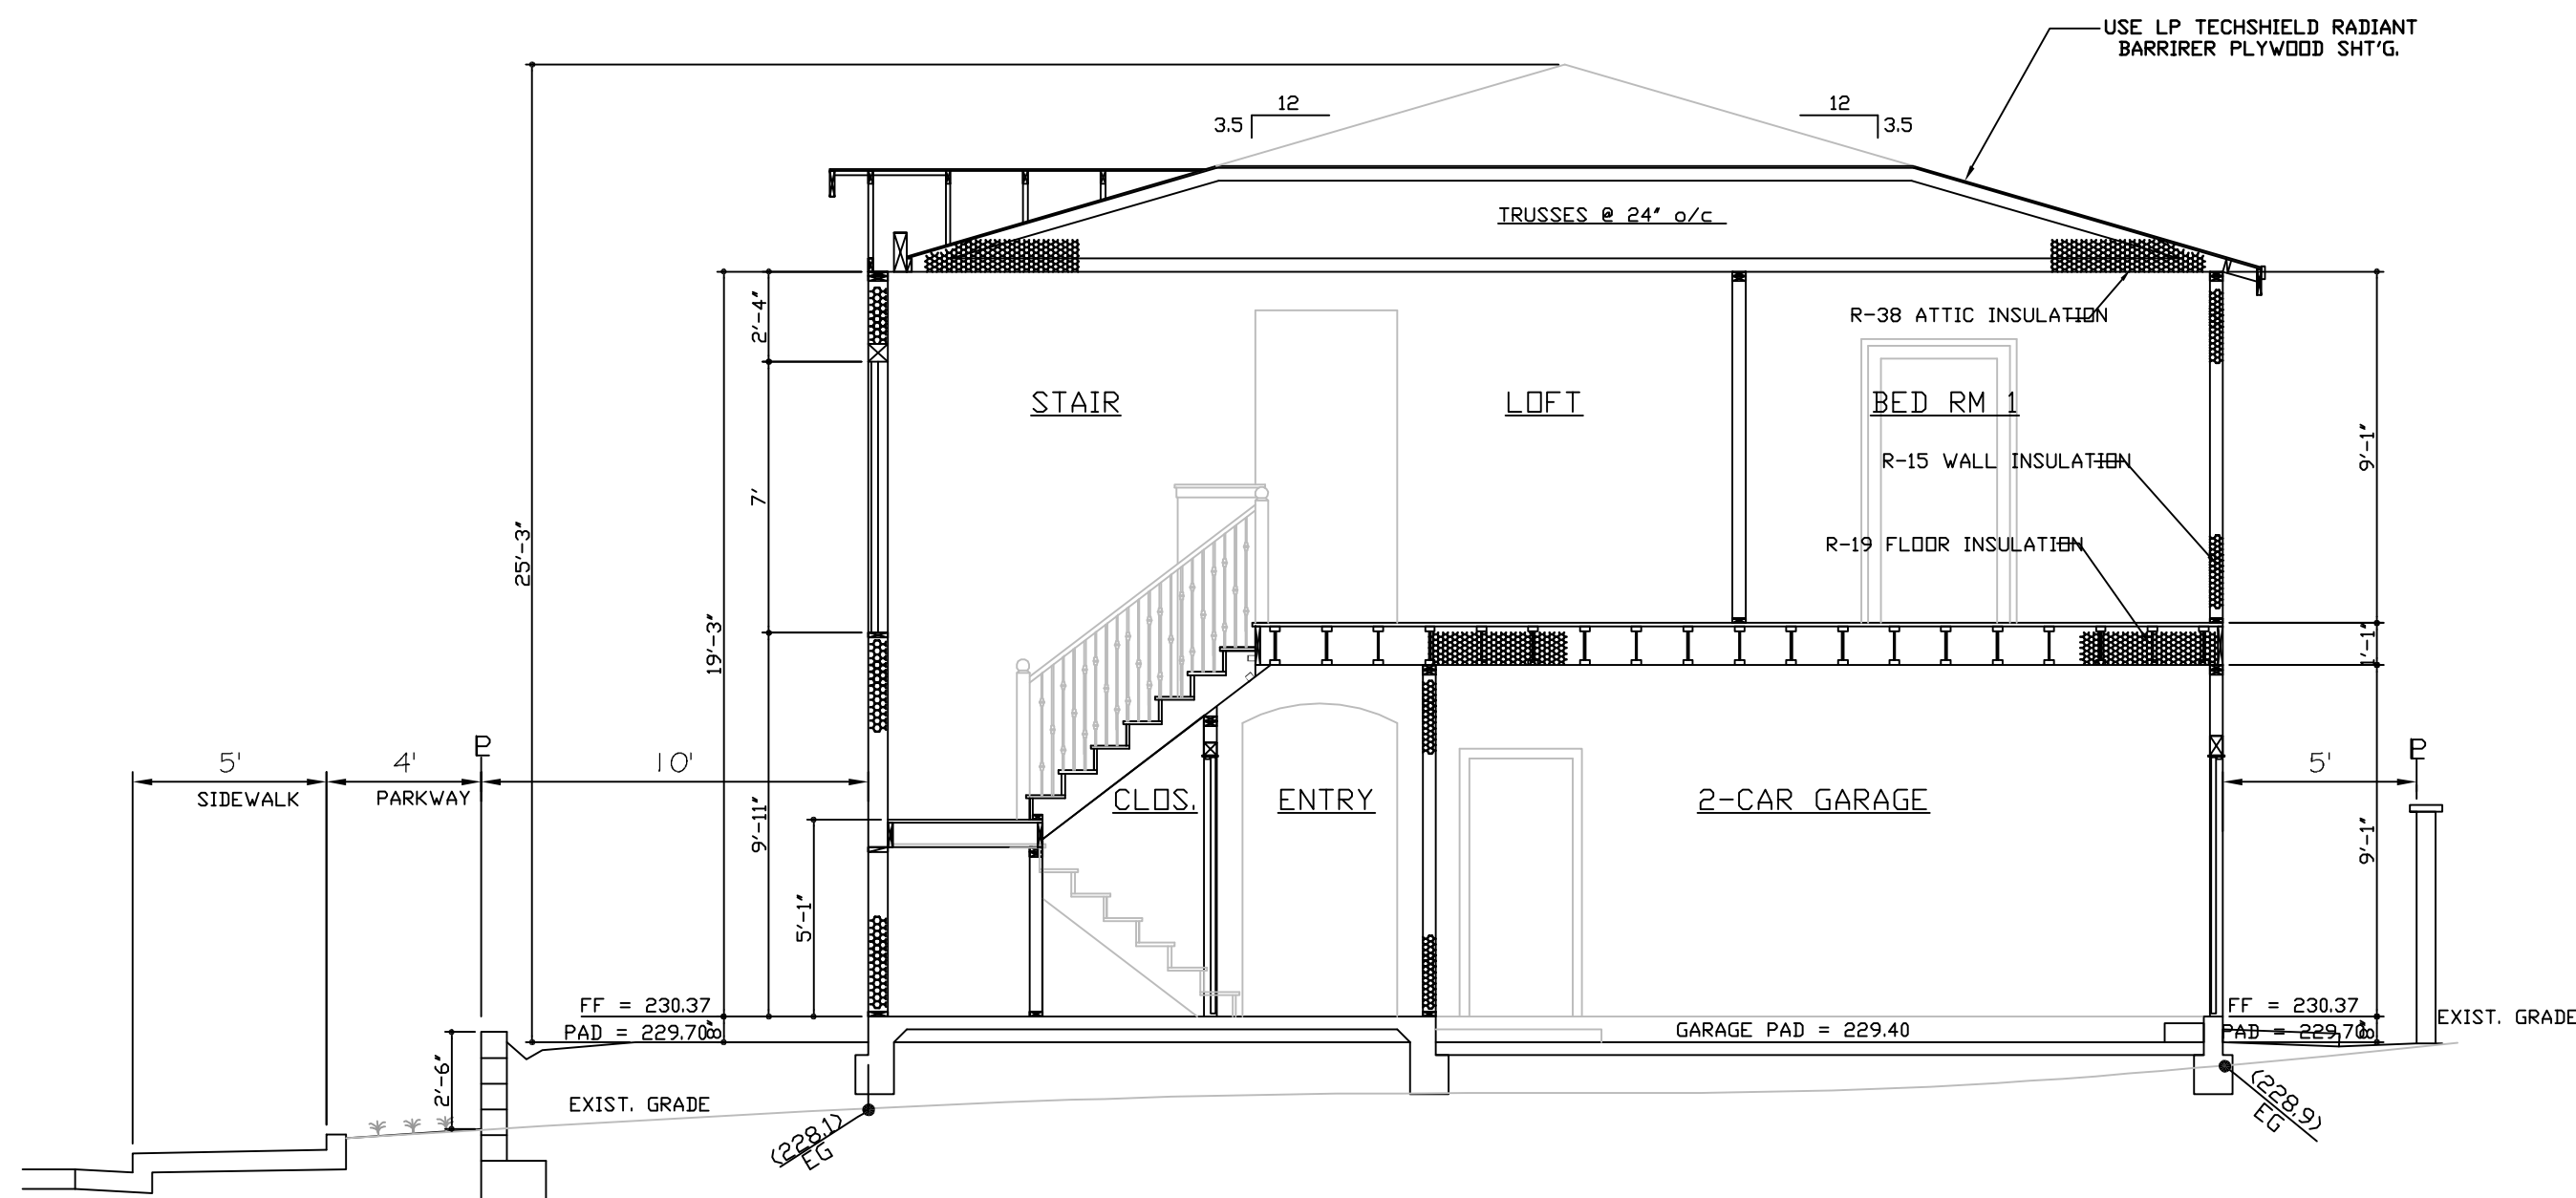 USE LP TECHSHIELD RADIANT
BARRIRER PLYWOOD SHT'G.
12
3.5
12
3.5
TRUSSES @ 24" o/c
R-38 ATTIC INSULATION
2'-4"
STAIR
LOFT
BED RM 1
9'-1"
R-15 WALL INSULATION
7'
R-19 FLOOR INSULATION
25'-3"
19'-3"
1'-1"
5'
4'
P
10'
5'
P
SIDEWALK
PARKWAY
CLOS.
ENTRY
2-CAR GARAGE
9'-11"
9'-1"
5'-1"
FF = 230.37
PAD = 229.70
8"
GARAGE PAD = 229.40
FF = 230.37
PAD = 229.70
8"
EXIST. GRADE
2'-6"
EXIST. GRADE
(228.1)
EG
(228.9)
EG